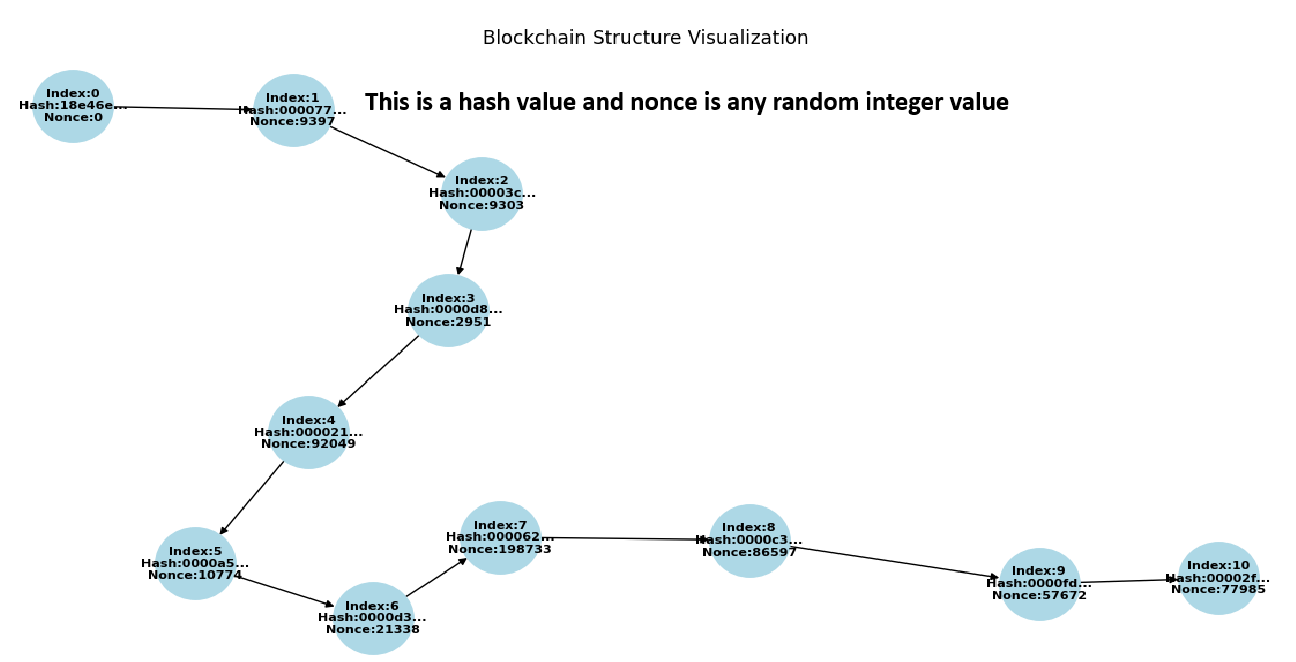 Blockchain Structure Visualization
Index:0
Hash:18e46e...
Nonce:0
Index:1
Hash:000077...
Nonce:9397
This is a hash value and nonce is any random integer value
Index:2
Hash:00003c...
Nonce:9303
Index:3
Hash:0000d8...
Nonce:2951
Index:4
Hash:000021...
Nonce:92049
Index:5
Hash:0000a5...
Nonce:10774
Index:6
Hash:0000d3...
Nonce:21338
Index:7
Hash:000062...
Nonce:198733
Index:8
Hash:0000c3...
Nonce:86597
Index:9
Hash:0000fd...
Nonce:57672
Index:10
Hash:00002f...
Nonce:77985